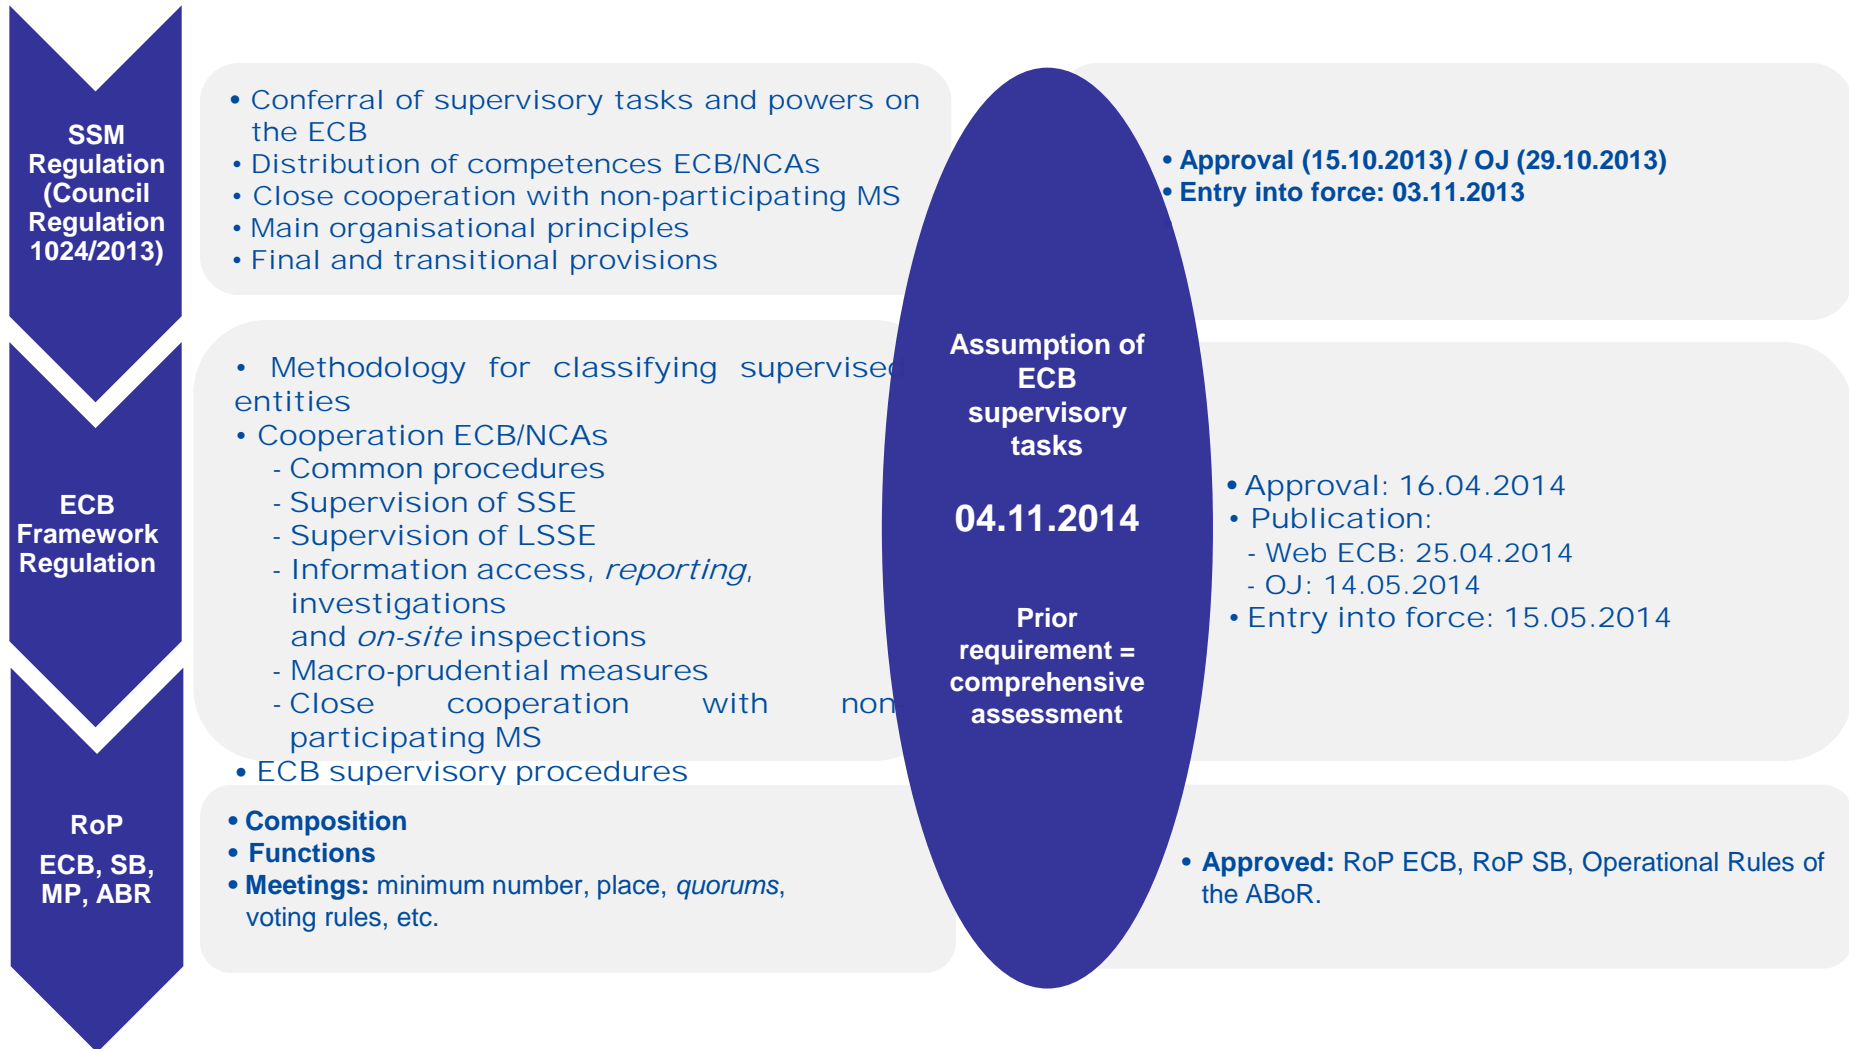 SSM
Regulation
(Council
Regulation
1024/2013)
• Conferral of supervisory tasks and powers on
the ECB
• Distribution of competences ECB/NCAs
• Close cooperation with non-participating MS
• Main organisational principles
• Final and transitional provisions
• Approval (15.10.2013) / OJ (29.10.2013)
• Entry into force: 03.11.2013
ECB
Framework
Regulation
• Methodology for classifying supervised
entities
• Cooperation ECB/NCAs
- Common procedures
- Supervision of SSE
- Supervision of LSSE
- Information access, reporting,
investigations
and on-site inspections
- Macro-prudential measures
- Close cooperation with non
participating MS
• ECB supervisory procedures
Assumption of
ECB
supervisory
tasks
04.11.2014
Prior
requirement =
comprehensive
assessment
• Approval: 16.04.2014
• Publication:
- Web ECB: 25.04.2014
- OJ: 14.05.2014
• Entry into force: 15.05.2014
RoP
ECB, SB,
MP, ABR
• Composition
• Functions
• Meetings: minimum number, place, quorums,
voting rules, etc.
• Approved: RoP ECB, RoP SB, Operational Rules of
the ABoR.